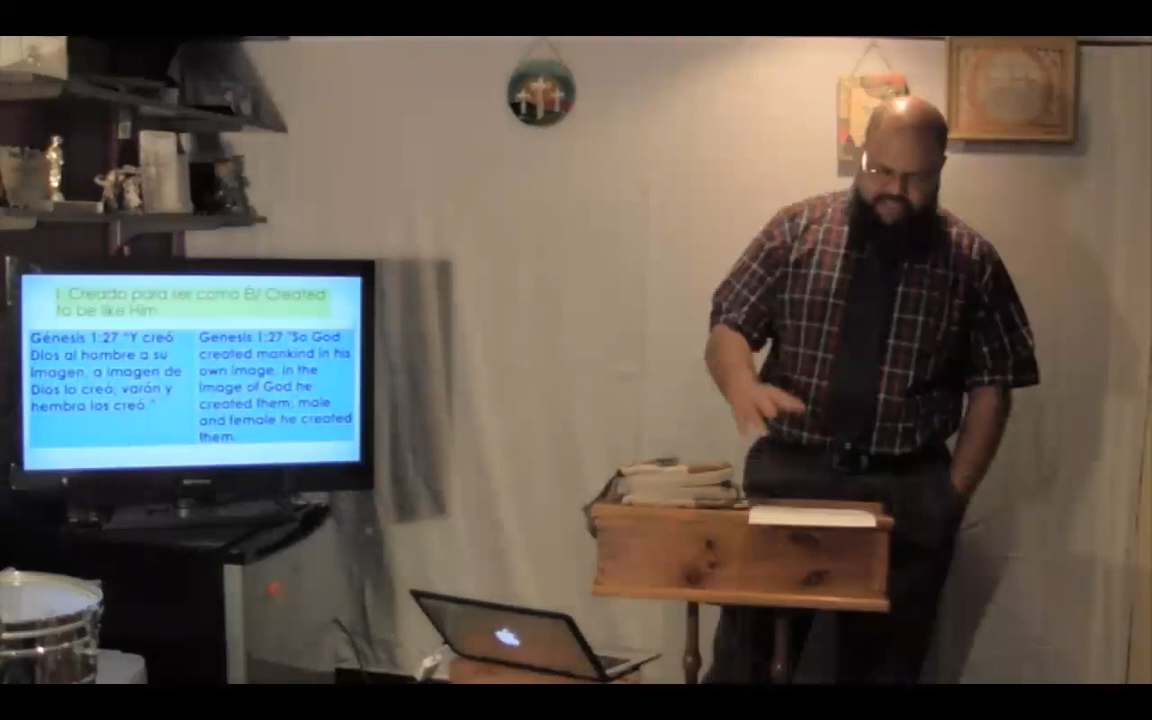 1. Creado para ser como Él/ Created
to be like Him
Génesis 1:27 "Y creó
Dios al hombre a su
imagen, a imagen de
Dios lo creó; varón y
hembra los creó."
Genesis 1:27 "So God
created mankind in his
own image, in the
image of God he
created them; male
and female he created
them.